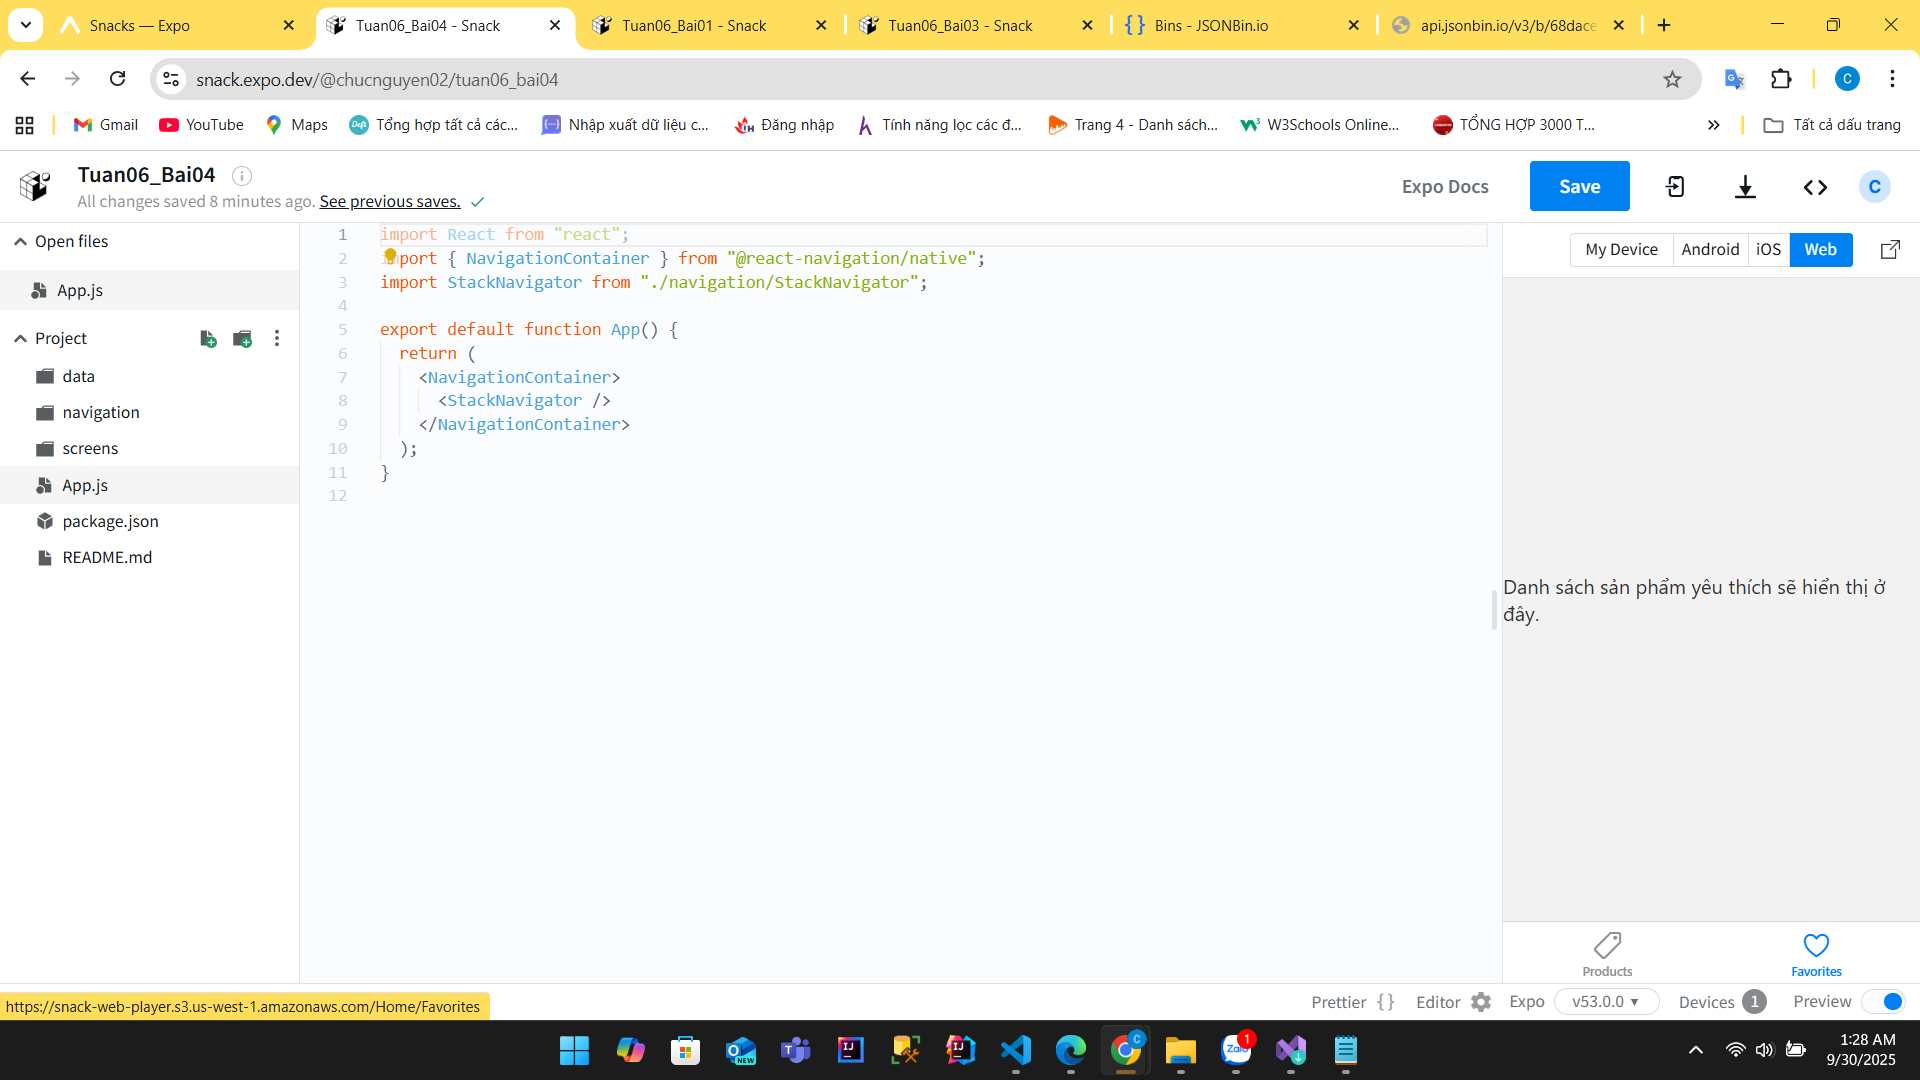 Snacks — Expo
Tuan06_Bai04 - Snack
Tuan06_Bai01 - Snack
Tuan06_Bai03 - Snack
Bins - JSONBin.io
api.jsonbin.io/v3/b/68dace
snack.expo.dev/@chucnguyen02/tuan06_bai04
C
Gmail
YouTube
Maps
Tổng hợp tất cả các...
Nhập xuất dữ liệu c...
Đăng nhập
Tính năng lọc các đ...
Trang 4 - Danh sách...
W3Schools Online...
TỔNG HỢP 3000 T...
Tất cả dấu trang
Tuan06_Bai04
All changes saved 8 minutes ago. See previous saves.
Expo Docs
Save
C
Open files
App.js
Project
data
navigation
screens
App.js
package.json
README.md
1 import React from "react";
2 import { NavigationContainer } from "@react-navigation/native";
3 import StackNavigator from "./navigation/StackNavigator";
4
5 export default function App() {
6 return (
7 <NavigationContainer>
8 <StackNavigator />
9 </NavigationContainer>
10 );
11 }
12
My Device
Android
iOS
Web
Danh sách sản phẩm yêu thích sẽ hiển thị ở
đây.
Products
Favorites
https://snack-web-player.s3.us-west-1.amazonaws.com/Home/Favorites
Prettier { }
Editor
Expo
v53.0.0
Devices 1
Preview
NEW
Zalo
1
C
1:28 AM
9/30/2025